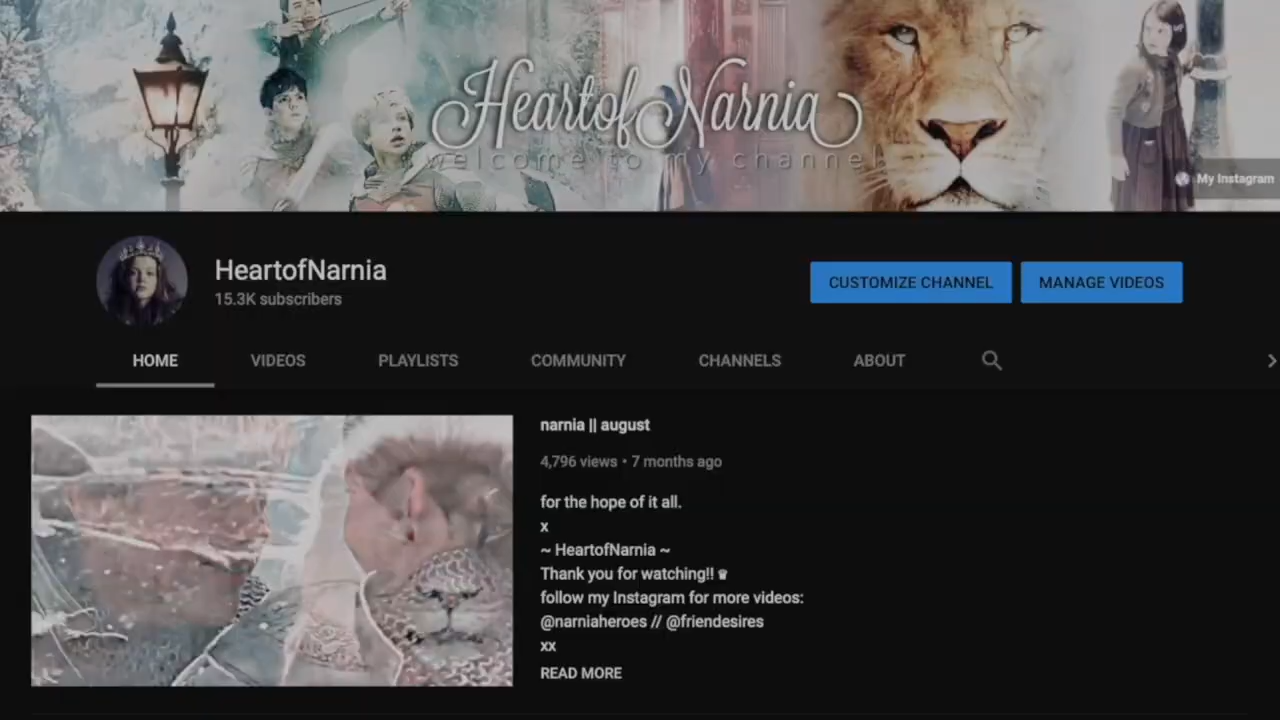 HeartofNarnia
welcome to my channel
My Instagram
HeartofNarnia
15.3K subscribers
CUSTOMIZE CHANNEL
MANAGE VIDEOS
HOME
VIDEOS
PLAYLISTS
COMMUNITY
CHANNELS
ABOUT
narnia || august
4,796 views • 7 months ago
for the hope of it all.
x
~ HeartofNarnia ~
Thank you for watching!! ♛
follow my Instagram for more videos:
@narniaheroes // @friendesires
xx
READ MORE